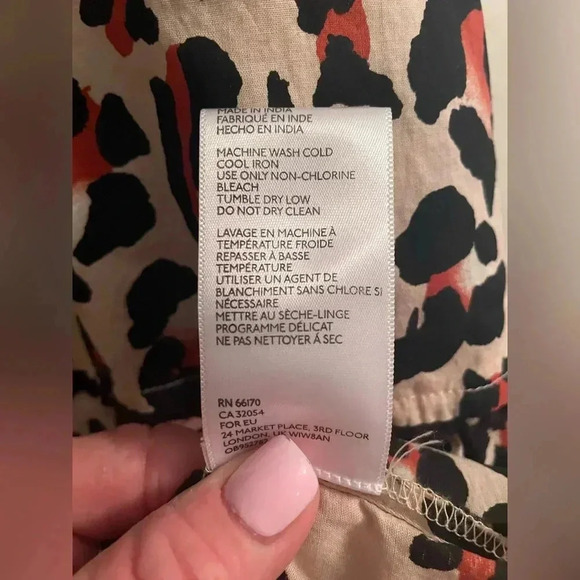 MADE IN INDIA
FABRIQUÉ EN INDE
HECHO EN INDIA
MACHINE WASH COLD
COOL IRON
USE ONLY NON-CHLORINE
BLEACH
TUMBLE DRY LOW
DO NOT DRY CLEAN
LAVAGE EN MACHINE À
TEMPÉRATURE FROIDE
REPASSER À BASSE
TEMPÉRATURE
UTILISER UN AGENT DE
BLANCHIMENT SANS CHLORE SI
NÉCESSAIRE
METTRE AU SÈCHE-LINGE
PROGRAMME DÉLICAT
NE PAS NETTOYER Á SEC
RN 66170
CA 32054
FOR EU
24 MARKET PLACE, 3RD FLOOR
LONDON, UK W1W8AN